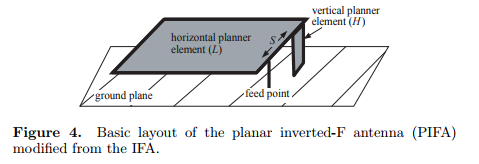 vertical planner
element (H)
horizontal planner
element (L)
S
ground plane
feed point
Figure 4. Basic layout of the planar inverted-F antenna (PIFA)
modified from the IFA.